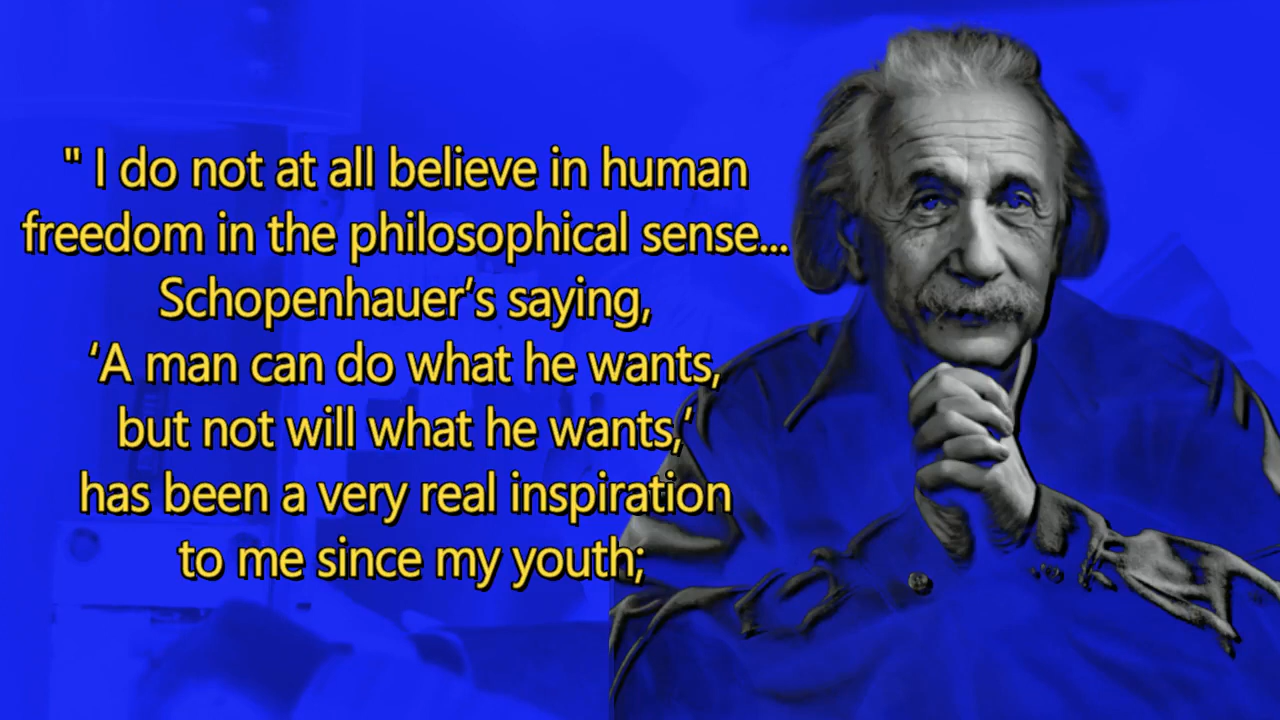 " I do not at all believe in human
freedom in the philosophical sense...
Schopenhauer‘s saying,
‘A man can do what he wants,
but not will what he wants,‘
has been a very real inspiration
to me since my youth;